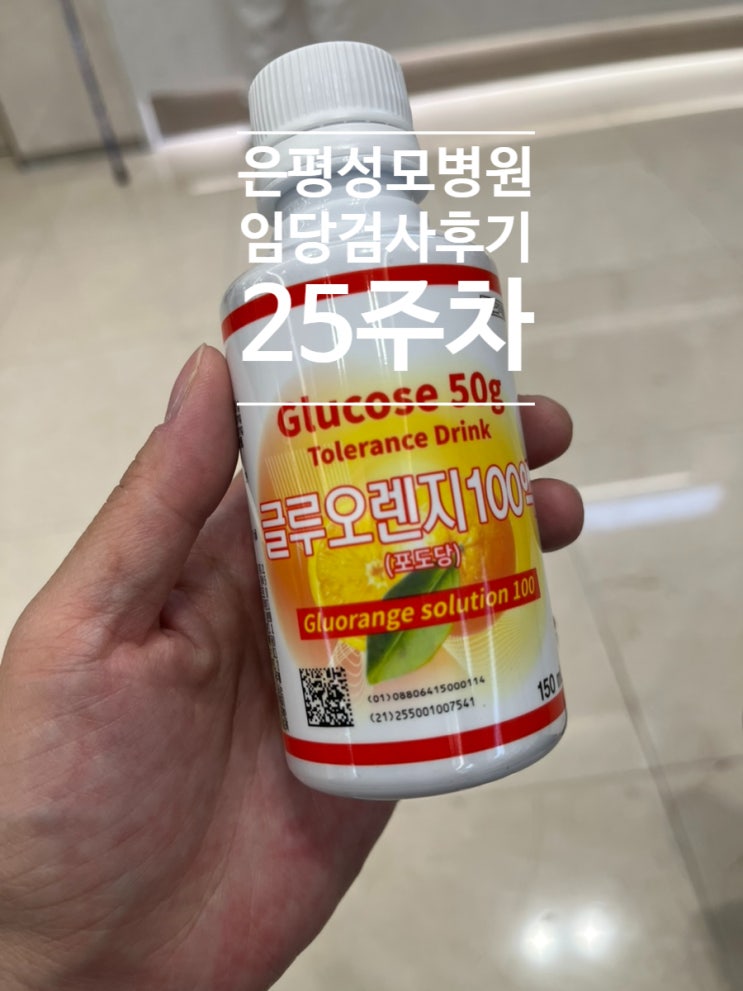 은평성모병원
임당검사후기
25주차
Glucose 50g
Tolerance Drink
글루오렌지100액
(포도당)
Gluorange solution 100
(01)08806415000114
(21)255001007541
150